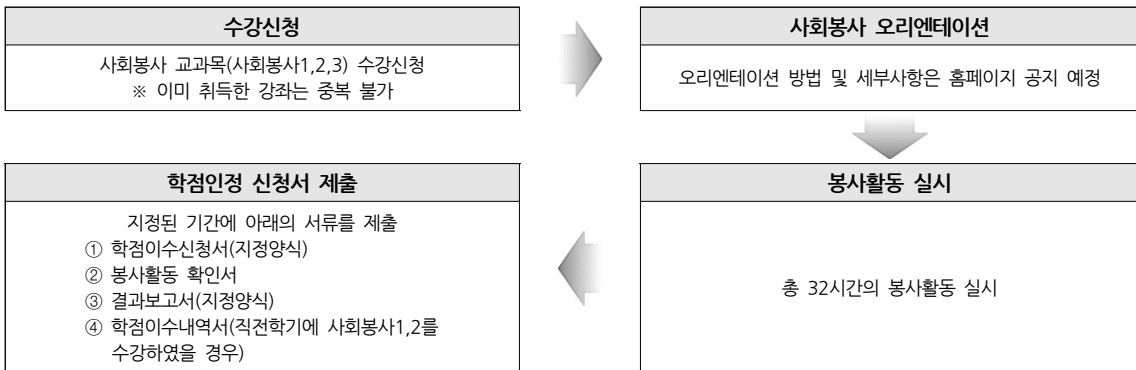 수강신청
사회봉사 교과목(사회봉사1,2,3) 수강신청
※ 이미 취득한 강좌는 중복 불가
사회봉사 오리엔테이션
오리엔테이션 방법 및 세부사항은 홈페이지 공지 예정
봉사활동 실시
총 32시간의 봉사활동 실시
학점인정 신청서 제출
지정된 기간에 아래의 서류를 제출
① 학점이수신청서(지정양식)
② 봉사활동 확인서
③ 결과보고서(지정양식)
④ 학점이수내역서(직전학기에 사회봉사1,2를
수강하였을 경우)